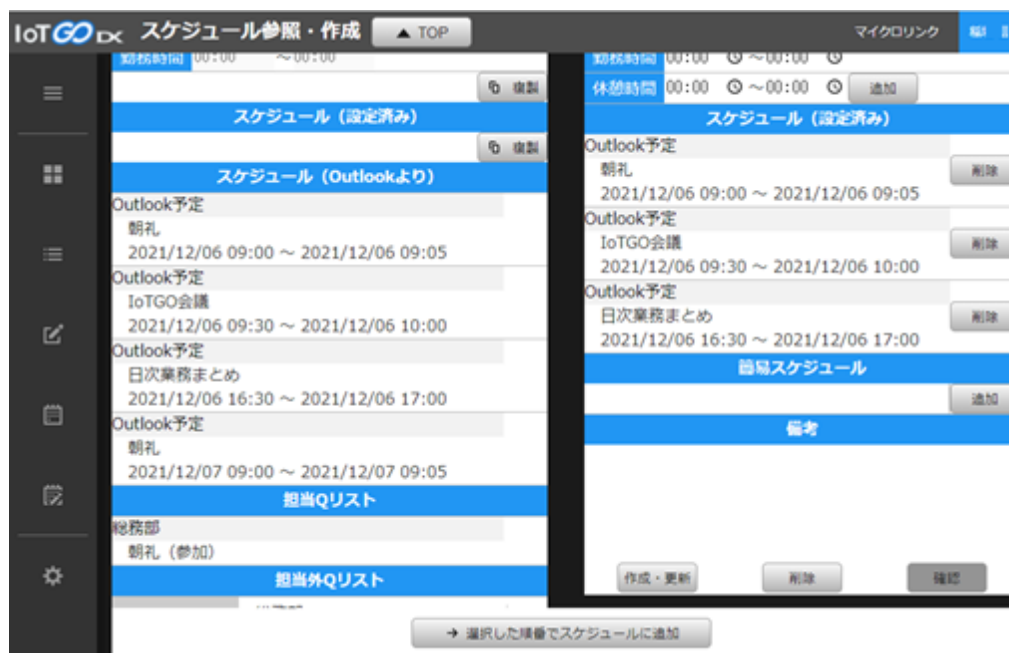 IoTGO DX スケジュール参照・作成 ▲ TOP マイクロリンク
勤務時間 00:00 ~00:00
複製
スケジュール（設定済み）
複製
スケジュール（Outlookより）
Outlook予定
朝礼
2021/12/06 09:00 ~ 2021/12/06 09:05
Outlook予定
IoTGO会議
2021/12/06 09:30 ~ 2021/12/06 10:00
Outlook予定
日次業務まとめ
2021/12/06 16:30 ~ 2021/12/06 17:00
Outlook予定
朝礼
2021/12/07 09:00 ~ 2021/12/07 09:05
担当Qリスト
総務部
朝礼（参加）
担当外Qリスト
勤務時間 00:00 ~00:00
休憩時間 00:00 ~00:00 追加
スケジュール（設定済み）
Outlook予定
朝礼 削除
2021/12/06 09:00 ~ 2021/12/06 09:05
Outlook予定
IoTGO会議 削除
2021/12/06 09:30 ~ 2021/12/06 10:00
Outlook予定
日次業務まとめ 削除
2021/12/06 16:30 ~ 2021/12/06 17:00
簡易スケジュール
追加
備考
作成・更新 削除 確認
→ 選択した順番でスケジュールに追加